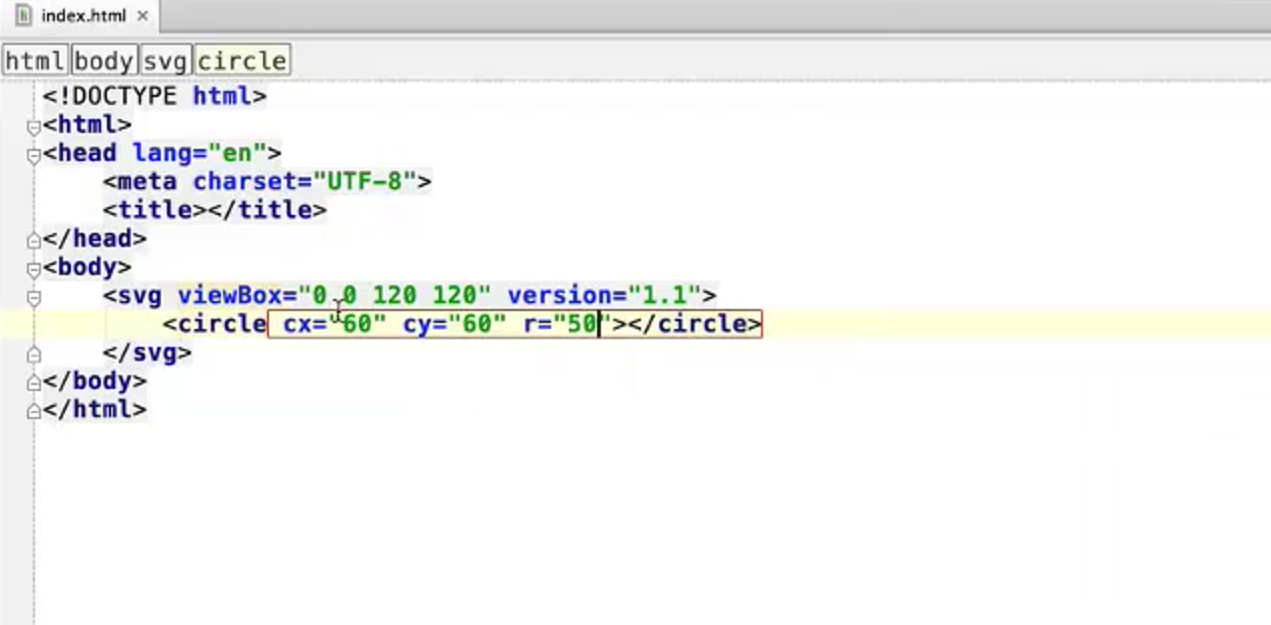 index.html ×
html body svg circle
<!DOCTYPE html>
<html>
<head lang="en">
    <meta charset="UTF-8">
    <title></title>
</head>
<body>
    <svg viewBox="0 0 120 120" version="1.1">
        <circle cx="60" cy="60" r="50"></circle>
    </svg>
</body>
</html>